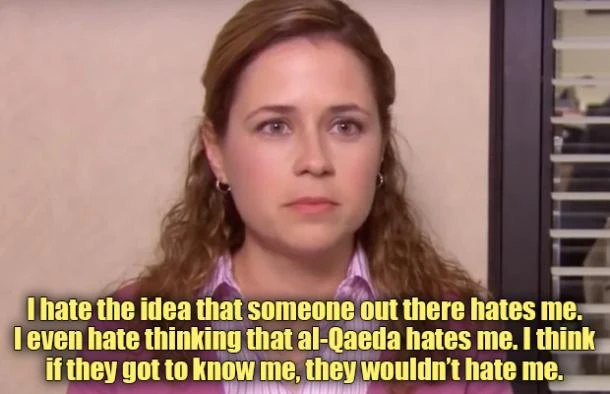 I hate the idea that someone out there hates me.
I even hate thinking that al-Qaeda hates me. I think
if they got to know me, they wouldn't hate me.